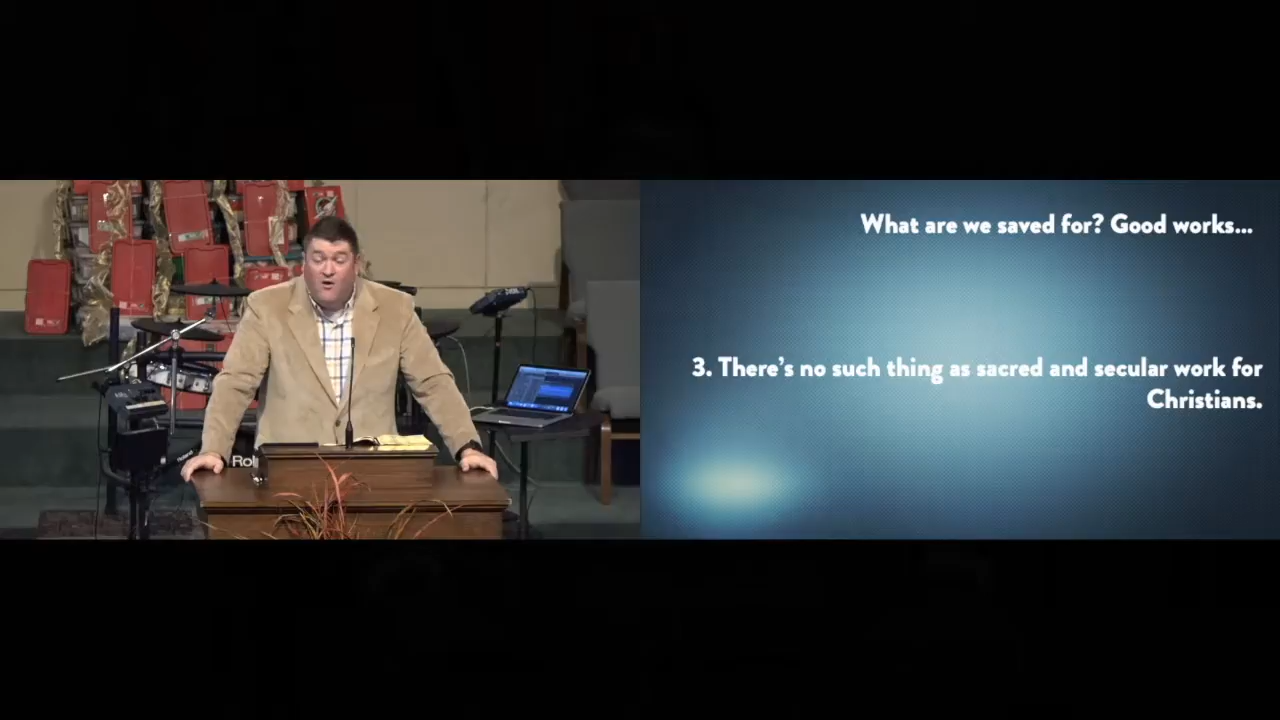 What are we saved for? Good works...
3. There's no such thing as sacred and secular work for
Christians.
Rol